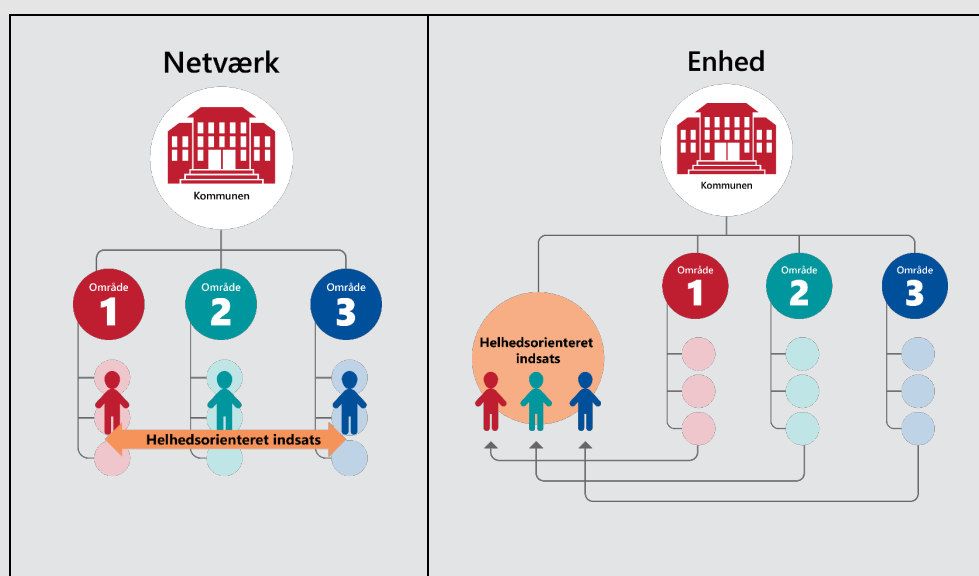 Netværk
Kommunen
Område
1
Område
2
Område
3
Helhedsorienteret indsats
Enhed
Kommunen
Område
1
Område
2
Område
3
Helhedsorienteret
indsats